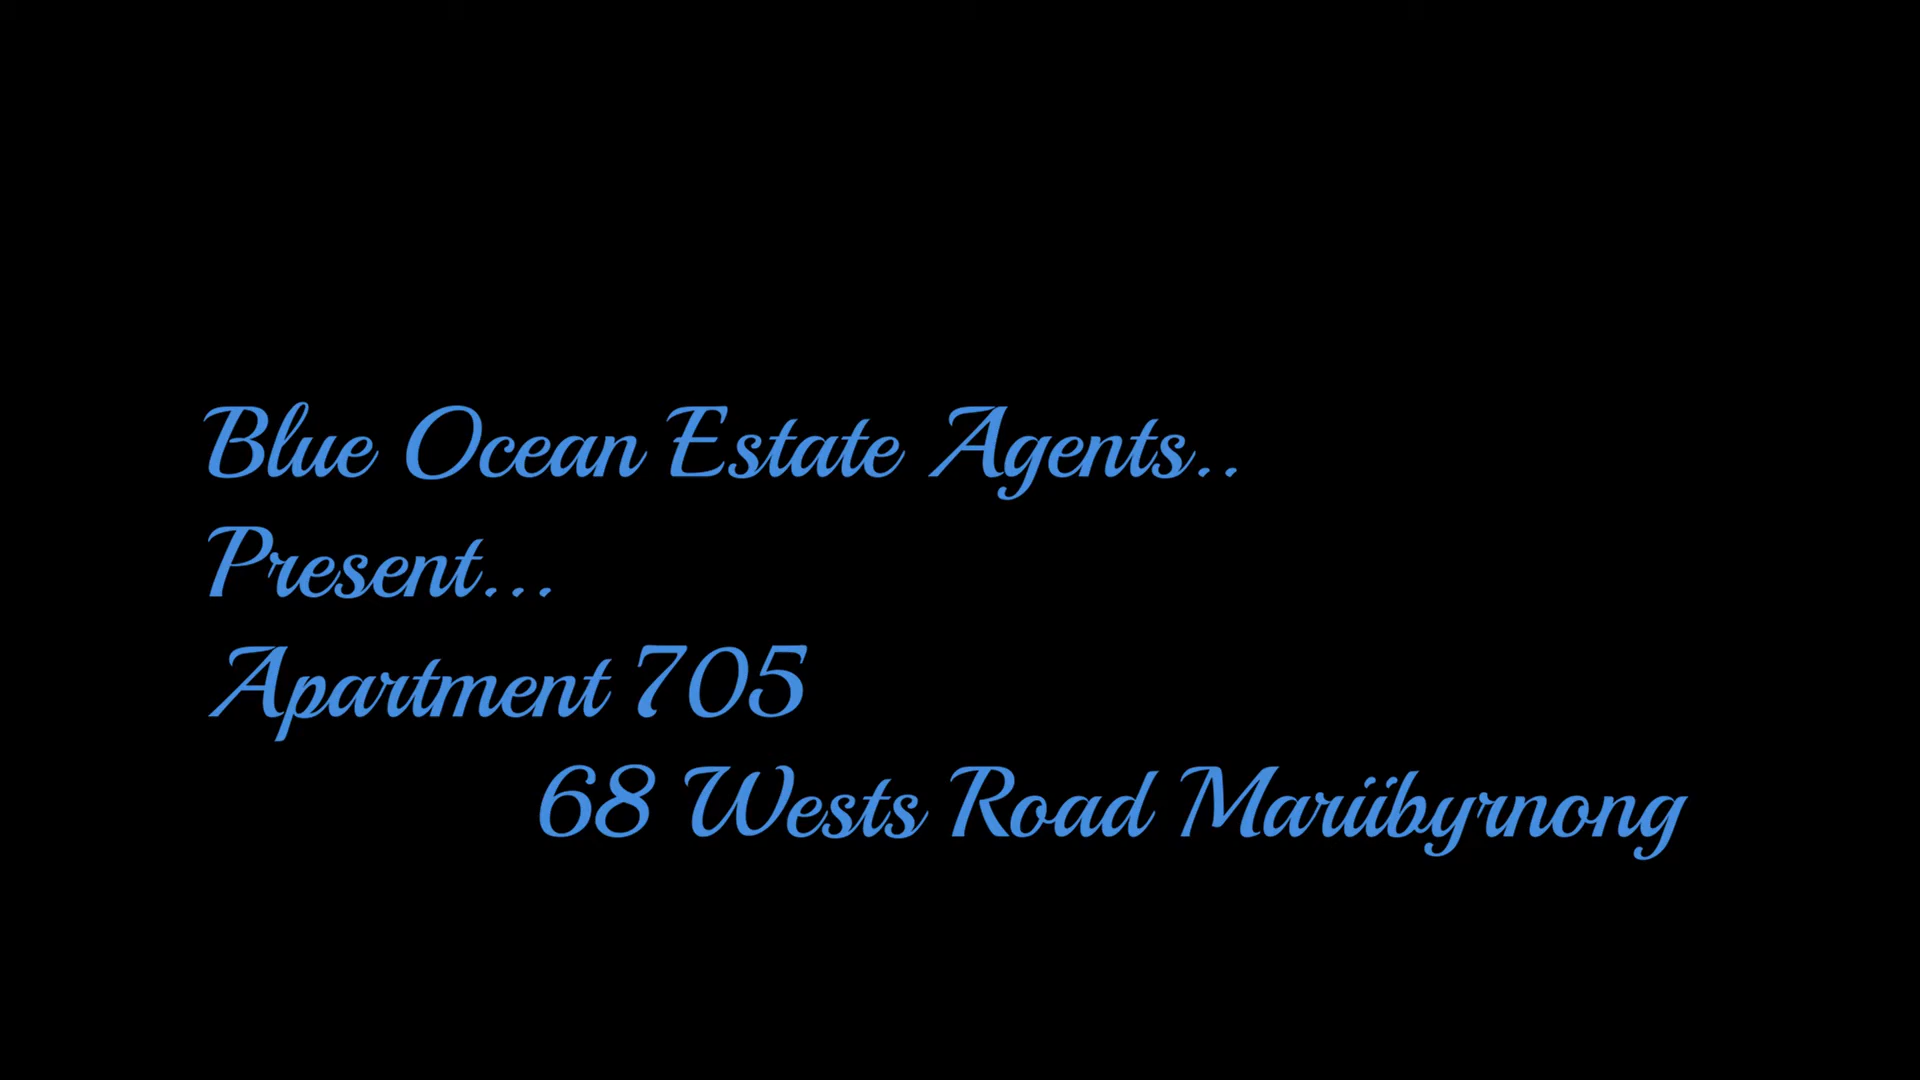 Blue Ocean Estate Agents..
Present...
Apartment 705
68 Wests Road Mariibyrnong